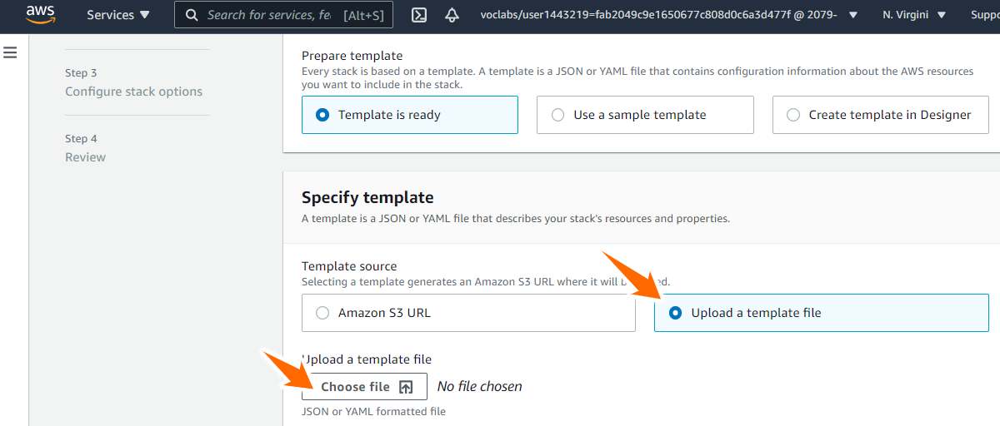 aws
Services
Search for services, fe [Alt+S]
voclabs/user1443219=fab2049c9e1650677c808d0c6a3d477f @ 2079-
N. Virgini
Suppo
Step 3
Configure stack options
Step 4
Review
Prepare template
Every stack is based on a template. A template is a JSON or YAML file that contains configuration information about the AWS resources
you want to include in the stack.
Template is ready
Use a sample template
Create template in Designer
Specify template
A template is a JSON or YAML file that describes your stack's resources and properties.
Template source
Selecting a template generates an Amazon S3 URL where it will
Amazon S3 URL
Upload a template file
Upload a template file
Choose file
No file chosen
JSON or YAML formatted file